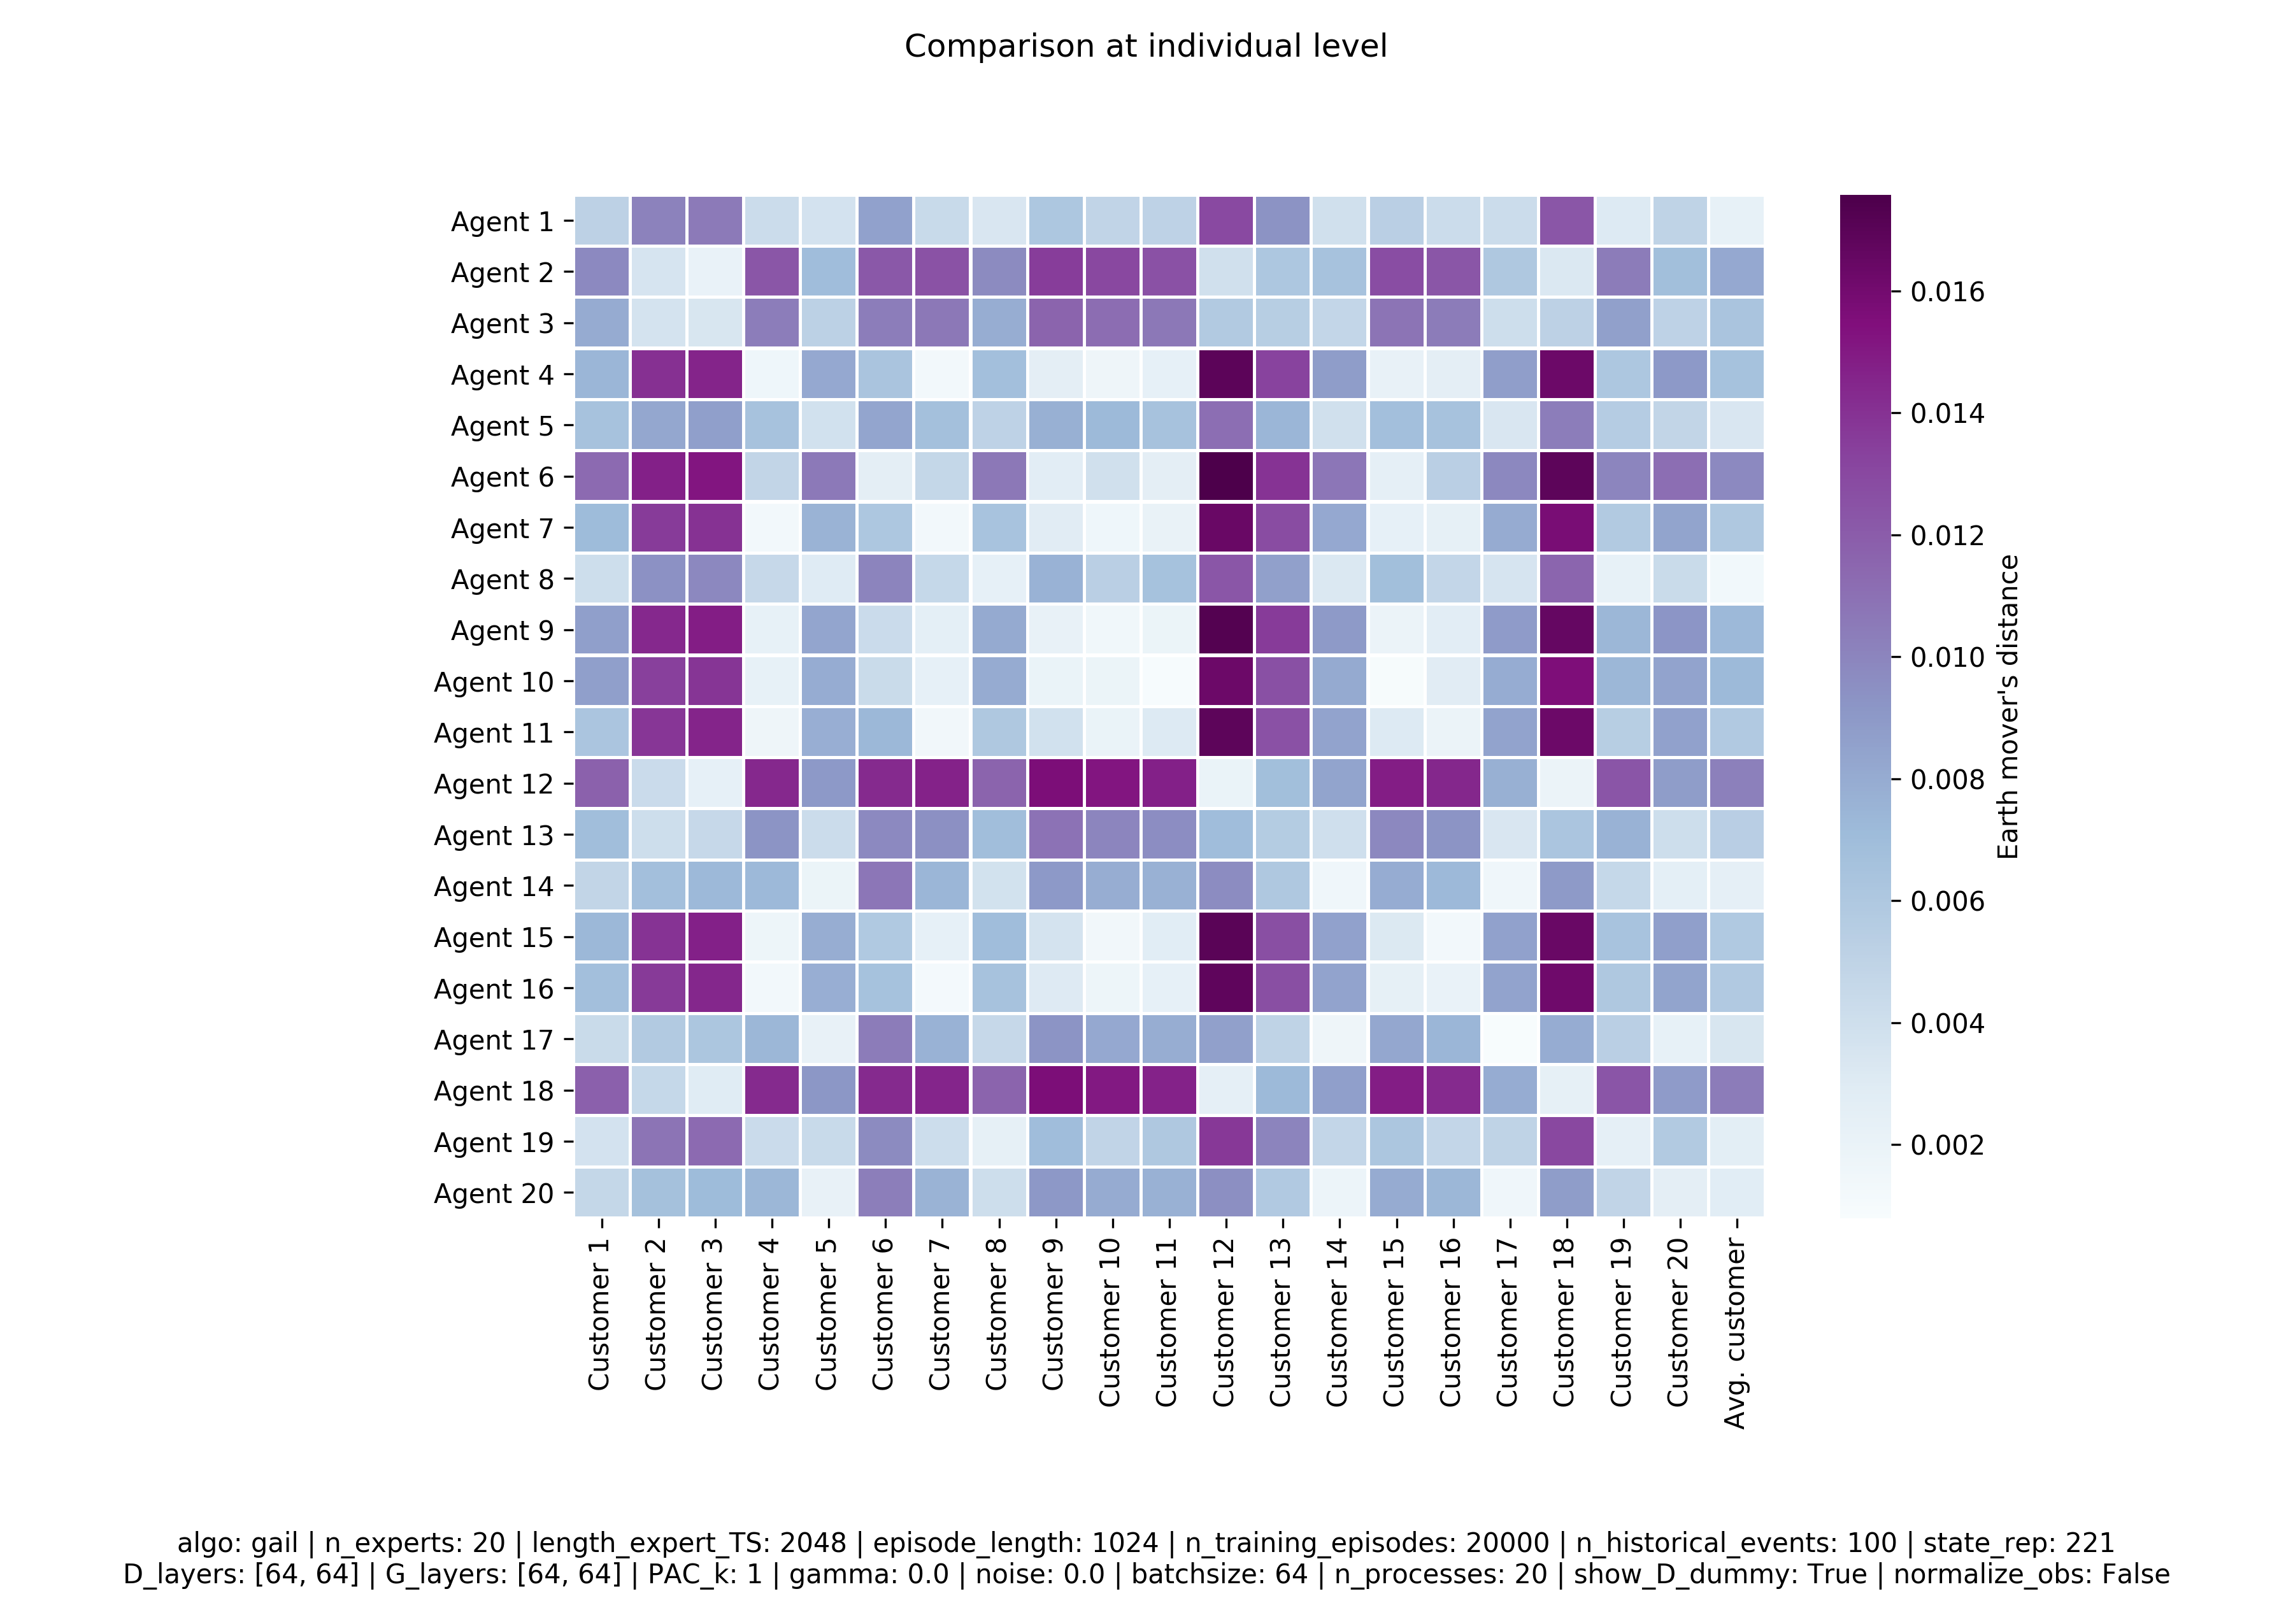 Comparison at individual level
Agent 1
Agent 2
Agent 3
Agent 4
Agent 5
Agent 6
Agent 7
Agent 8
Agent 9
Agent 10
Agent 11
Agent 12
Agent 13
Agent 14
Agent 15
Agent 16
Agent 17
Agent 18
Agent 19
Agent 20
Customer 1
Customer 2
Customer 3
Customer 4
Customer 5
Customer 6
Customer 7
Customer 8
Customer 9
Customer 10
Customer 11
Customer 12
Customer 13
Customer 14
Customer 15
Customer 16
Customer 17
Customer 18
Customer 19
Customer 20
Avg. customer
0.016
0.014
0.012
0.010
0.008
0.006
0.004
0.002
Earth mover's distance
algo: gail | n_experts: 20 | length_expert_TS: 2048 | episode_length: 1024 | n_training_episodes: 20000 | n_historical_events: 100 | state_rep: 221
D_layers: [64, 64] | G_layers: [64, 64] | PAC_k: 1 | gamma: 0.0 | noise: 0.0 | batchsize: 64 | n_processes: 20 | show_D_dummy: True | normalize_obs: False